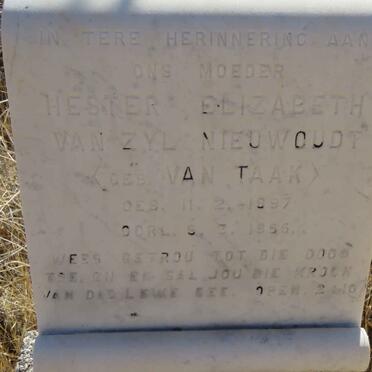 IN TERE HERINNERING AAN
ONS MOEDER
HESTER ELIZABETH
VAN ZYL NIEUWOUDT
(GEB VAN TAAK)
GEB. 11. 2. 1897
OORL. 6. 3. 1956.
WEES GETROU TOT DIE DOOD
TOE, EN EK SAL JOU DIE KROON
VAN DIE LEWE GEE. OPEN. 2:10